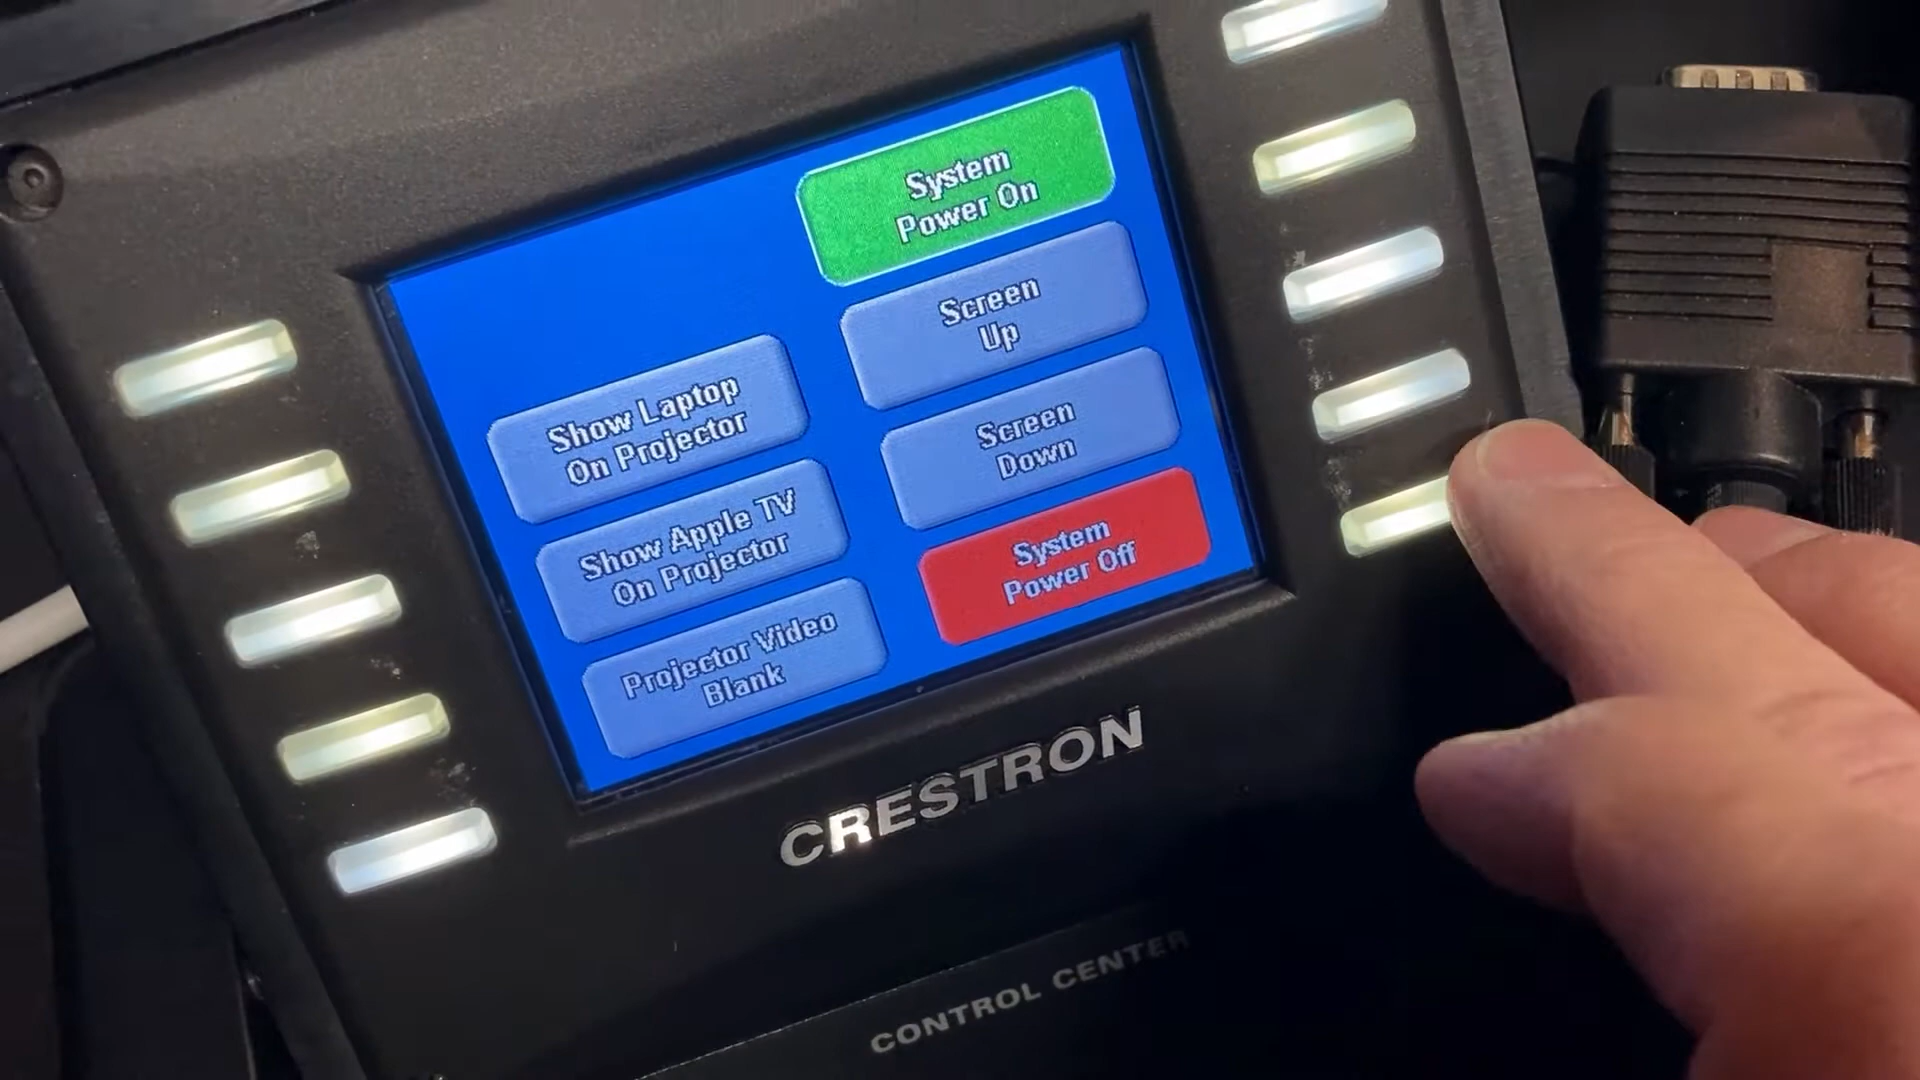 System
Power On
Screen
Up
Show Laptop
On Projector
Screen
Down
Show Apple TV
On Projector
System
Power Off
Projector Video
Blank
CRESTRON
CONTROL CENTER